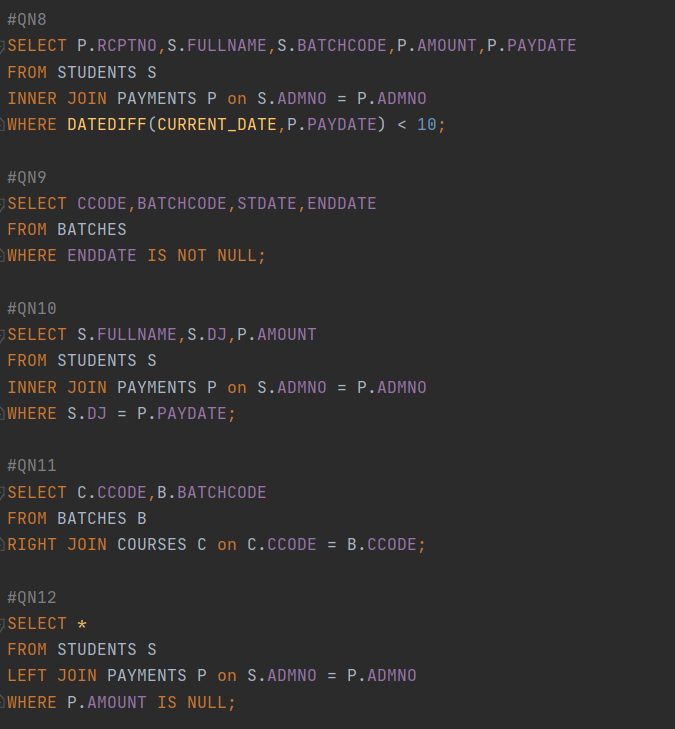 #QN8
SELECT P.RCPTNO,S.FULLNAME,S.BATCHCODE,P.AMOUNT,P.PAYDATE
FROM STUDENTS S
INNER JOIN PAYMENTS P on S.ADMNO = P.ADMNO
WHERE DATEDIFF(CURRENT_DATE,P.PAYDATE) < 10;
#QN9
SELECT CCODE,BATCHCODE,STDATE,ENDDATE
FROM BATCHES
WHERE ENDDATE IS NOT NULL;
#QN10
SELECT S.FULLNAME,S.DJ,P.AMOUNT
FROM STUDENTS S
INNER JOIN PAYMENTS P on S.ADMNO = P.ADMNO
WHERE S.DJ = P.PAYDATE;
#QN11
SELECT C.CCODE,B.BATCHCODE
FROM BATCHES B
RIGHT JOIN COURSES C on C.CCODE = B.CCODE;
#QN12
SELECT *
FROM STUDENTS S
LEFT JOIN PAYMENTS P on S.ADMNO = P.ADMNO
WHERE P.AMOUNT IS NULL;